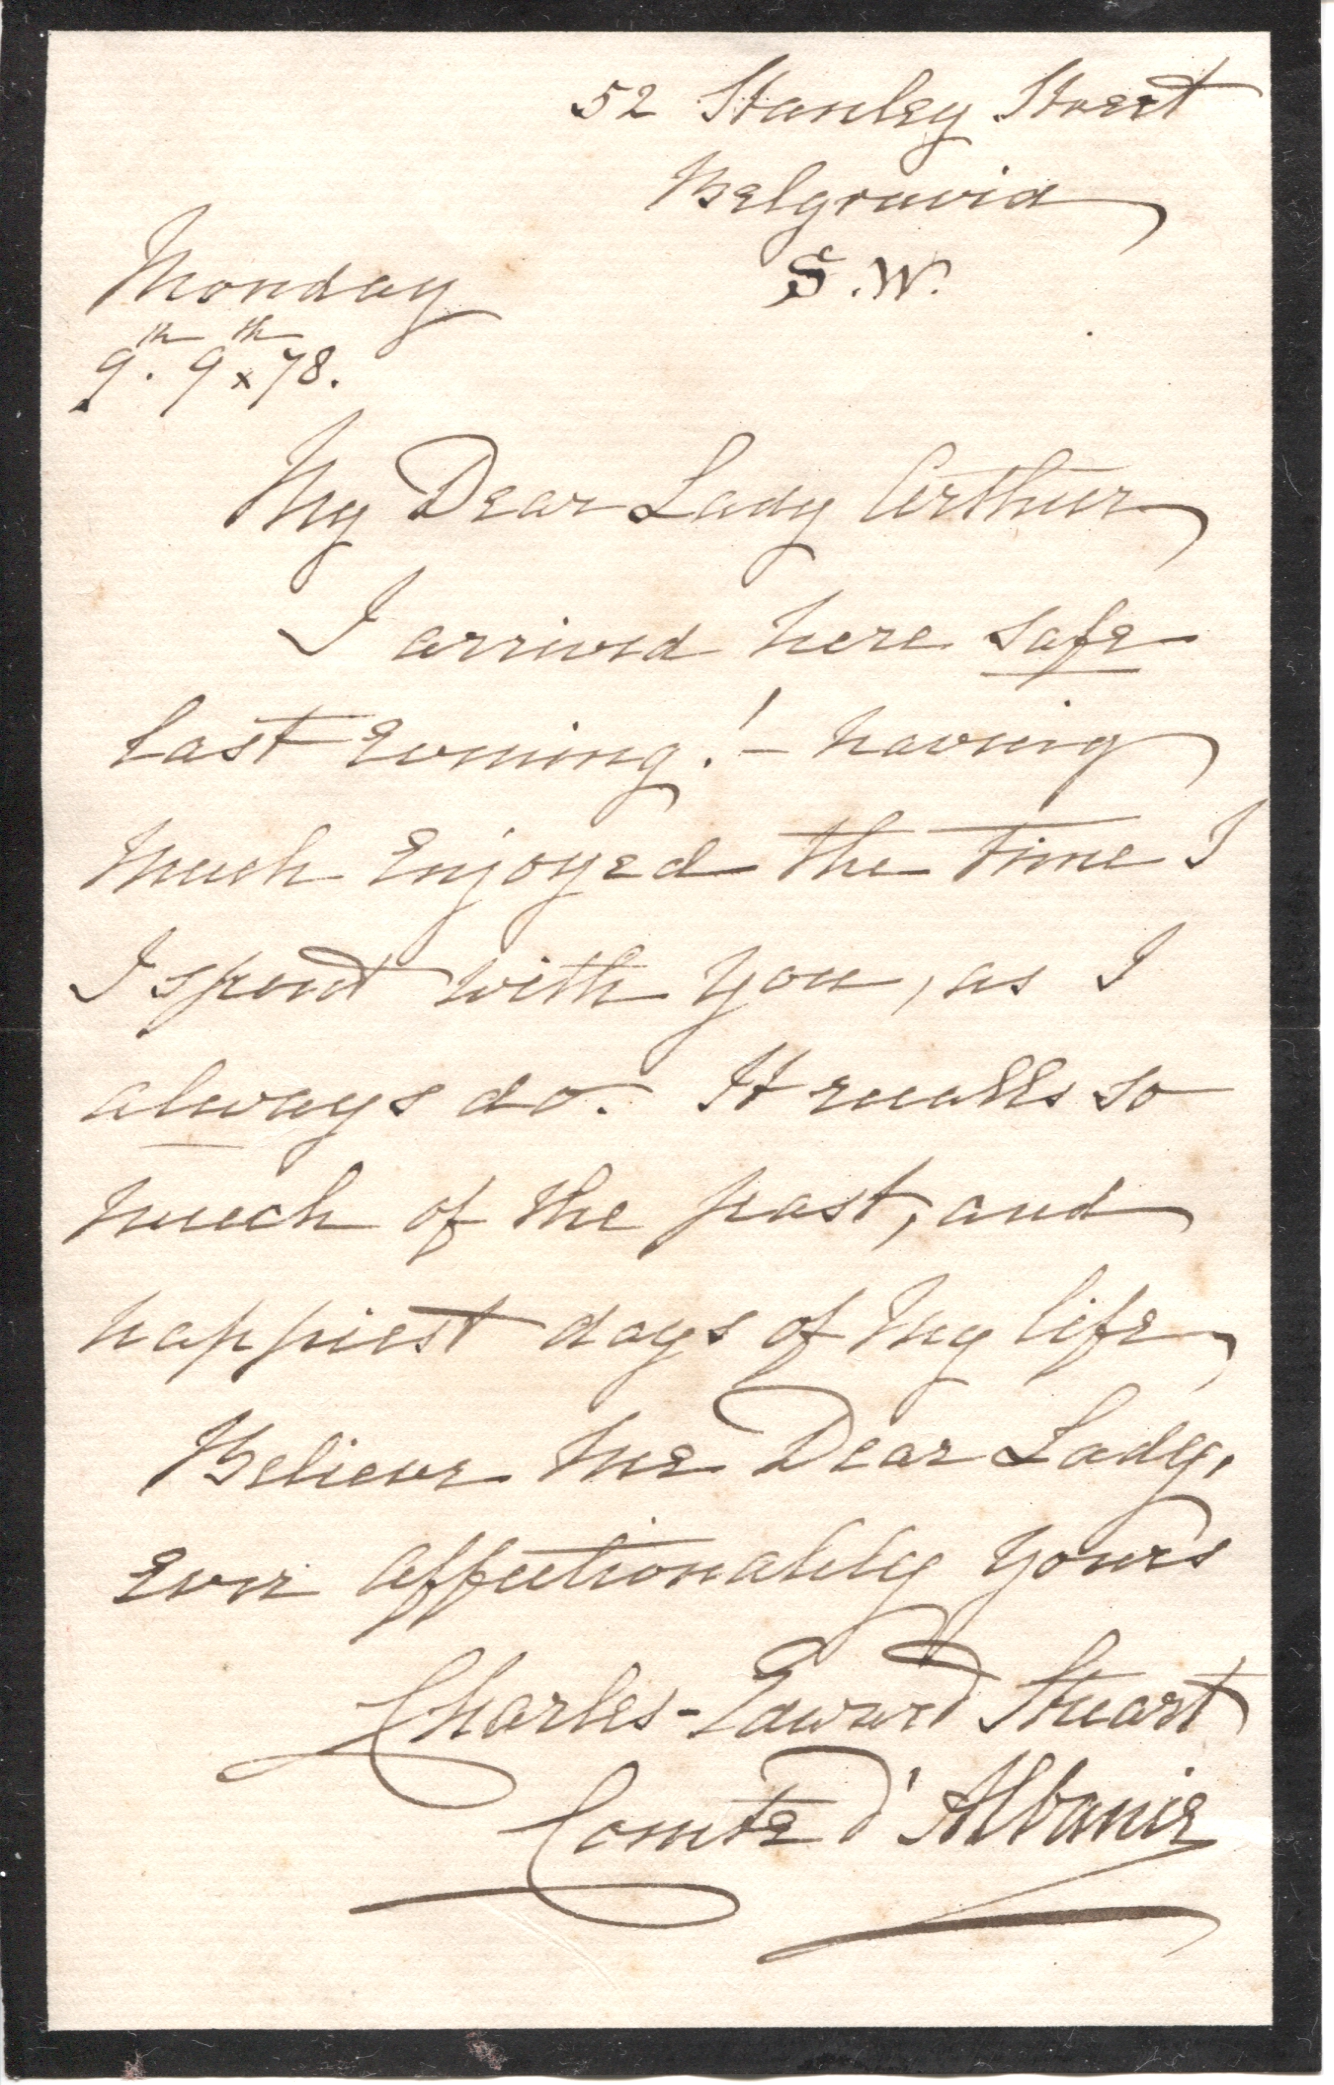 52 Stanley Street
Belgravia
S.W.
Monday
9th. 9th x 78.
My Dear Lady Arthur
I arrived here safe
last Evening! – having
much Enjoyed the time I
I spent with you, as I
always do. It recalls so
much of the past, and
happiest days of my life,
Believe me Dear Lady,
Ever affectionately yours
Charles-Edward Stuart
Comte d'Albanie